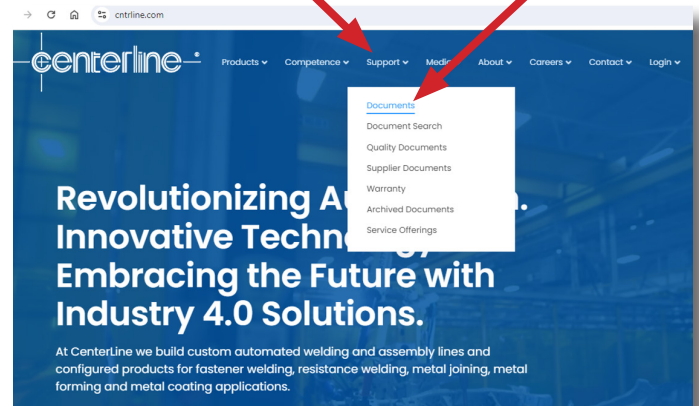 cntrline.com
centerline
Products Competence Support About Careers Contact Login
Documents
Document Search
Quality Documents
Supplier Documents
Warranty
Archived Documents
Service Offerings
Revolutionizing
Innovative
Embracing the Future with
Industry 4.0 Solutions.
At CenterLine we build custom automated welding and assembly lines and
configured products for fastener welding, resistance welding, metal joining, metal
forming and metal coating applications.